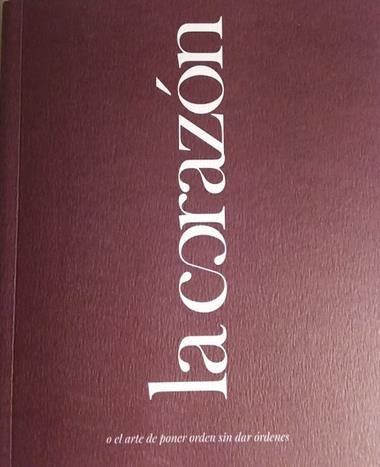 la corazón
o el arte de poner orden sin dar órdenes